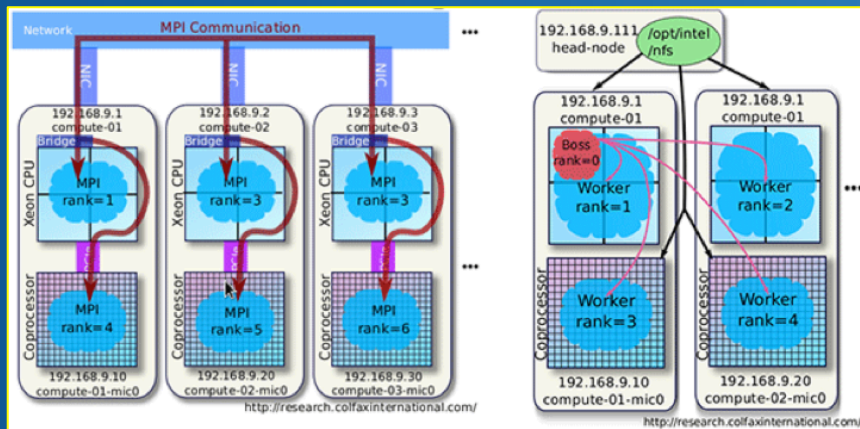 Network
MPI Communication
...
NIC
NIC
NIC
192.168.9.1
compute-01
192.168.9.2
compute-02
192.168.9.3
compute-03
Bridge
Bridge
Bridge
Xeon CPU
MPI
rank=1
Xeon CPU
MPI
rank=3
Xeon CPU
MPI
rank=3
...
Coprocessor
MPI
rank=4
Coprocessor
MPI
rank=5
Coprocessor
MPI
rank=6
192.168.9.10
compute-01-mic0
192.168.9.20
compute-02-mic0
192.168.9.30
compute-03-mic0
http://research.colfaxinternational.com/
192.168.9.111
head-node
/opt/intel
/nfs
192.168.9.1
compute-01
192.168.9.1
compute-01
Xeon CPU
Boss
rank=0
Worker
rank=1
Worker
rank=2
...
Coprocessor
Worker
rank=3
Worker
rank=4
192.168.9.10
compute-01-mic0
192.168.9.20
compute-02-mic0
http://research.colfaxinternational.com/